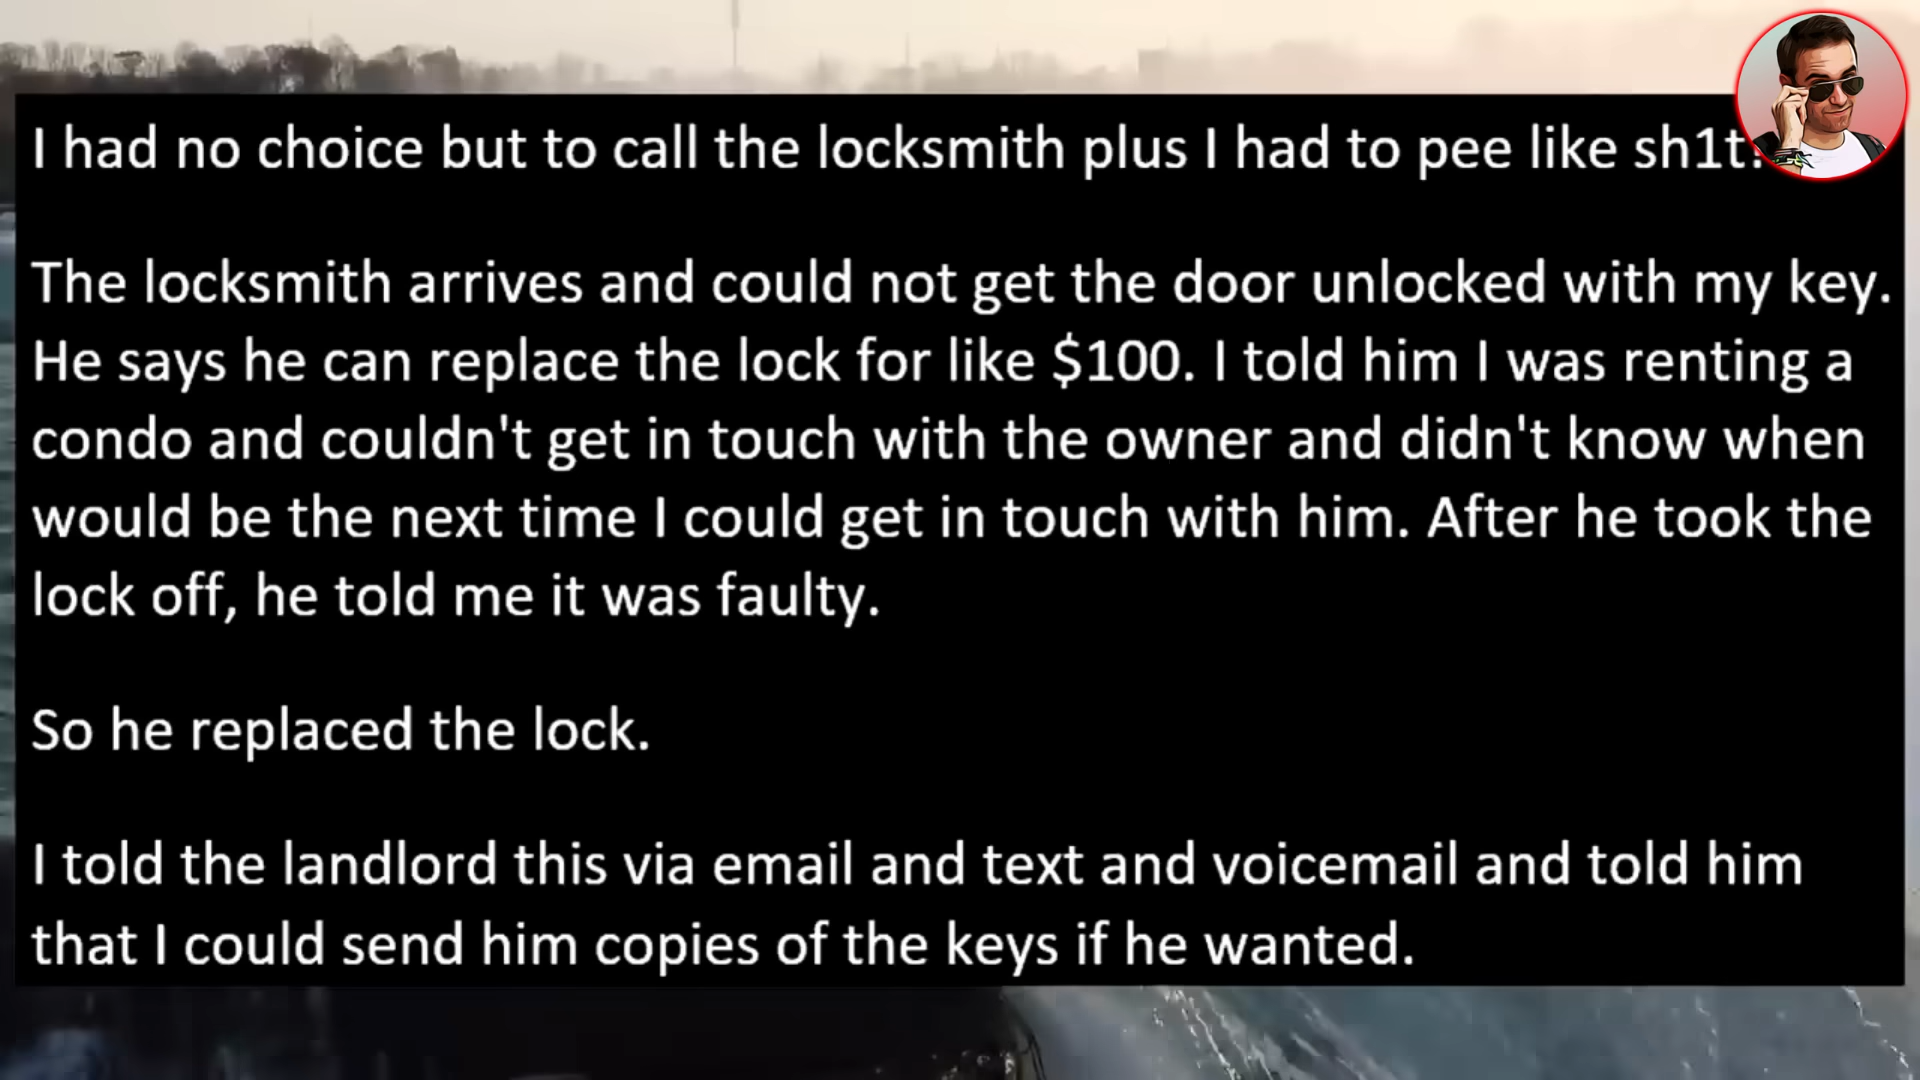 I had no choice but to call the locksmith plus I had to pee like sh1t!
The locksmith arrives and could not get the door unlocked with my key.
He says he can replace the lock for like $100. I told him I was renting a
condo and couldn't get in touch with the owner and didn't know when
would be the next time I could get in touch with him. After he took the
lock off, he told me it was faulty.
So he replaced the lock.
I told the landlord this via email and text and voicemail and told him
that I could send him copies of the keys if he wanted.